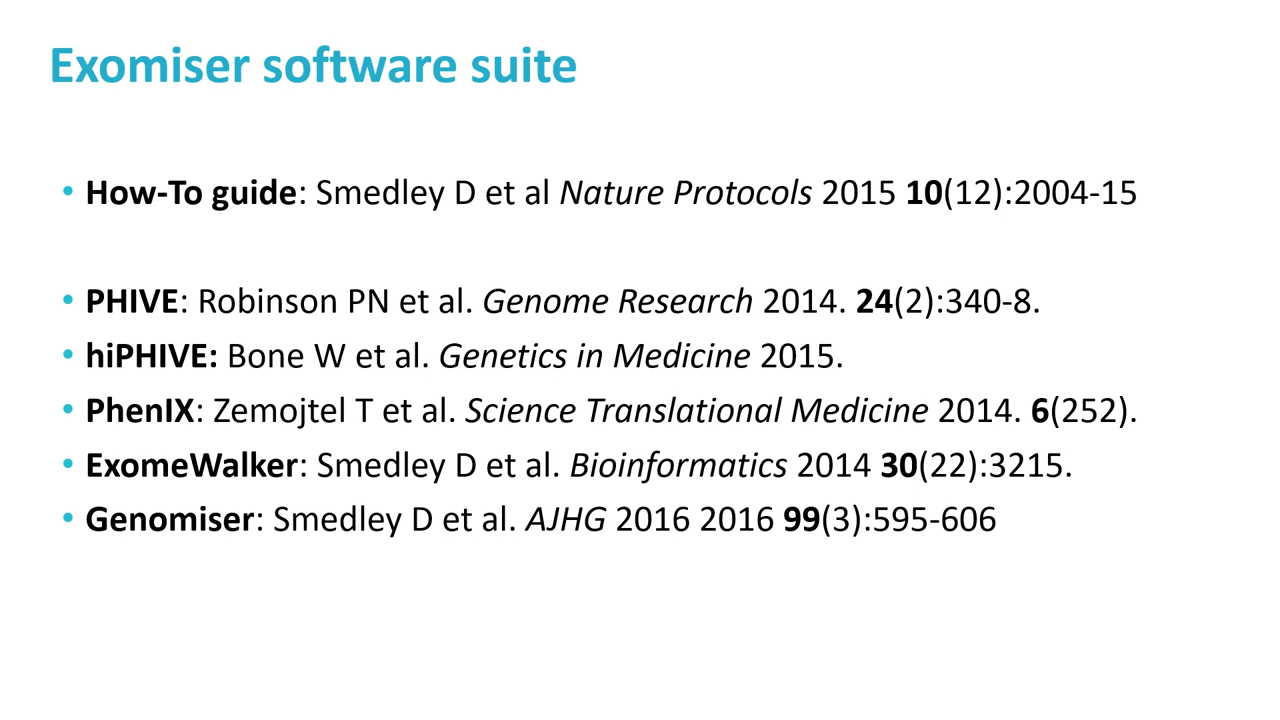 Exomiser software suite
• How-To guide: Smedley D et al Nature Protocols 2015 10(12):2004-15
• PHIVE: Robinson PN et al. Genome Research 2014. 24(2):340-8.
• hiPHIVE: Bone W et al. Genetics in Medicine 2015.
• PhenIX: Zemojtel T et al. Science Translational Medicine 2014. 6(252).
• ExomeWalker: Smedley D et al. Bioinformatics 2014 30(22):3215.
• Genomiser: Smedley D et al. AJHG 2016 2016 99(3):595-606